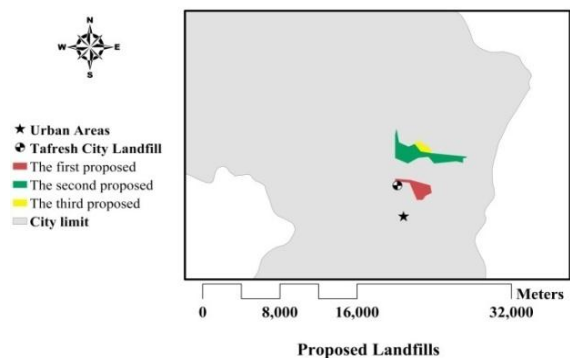 N
W E
S
Urban Areas
Tafresh City Landfill
The first proposed
The second proposed
The third proposed
City limit
Meters
0 8,000 16,000 32,000
Proposed Landfills